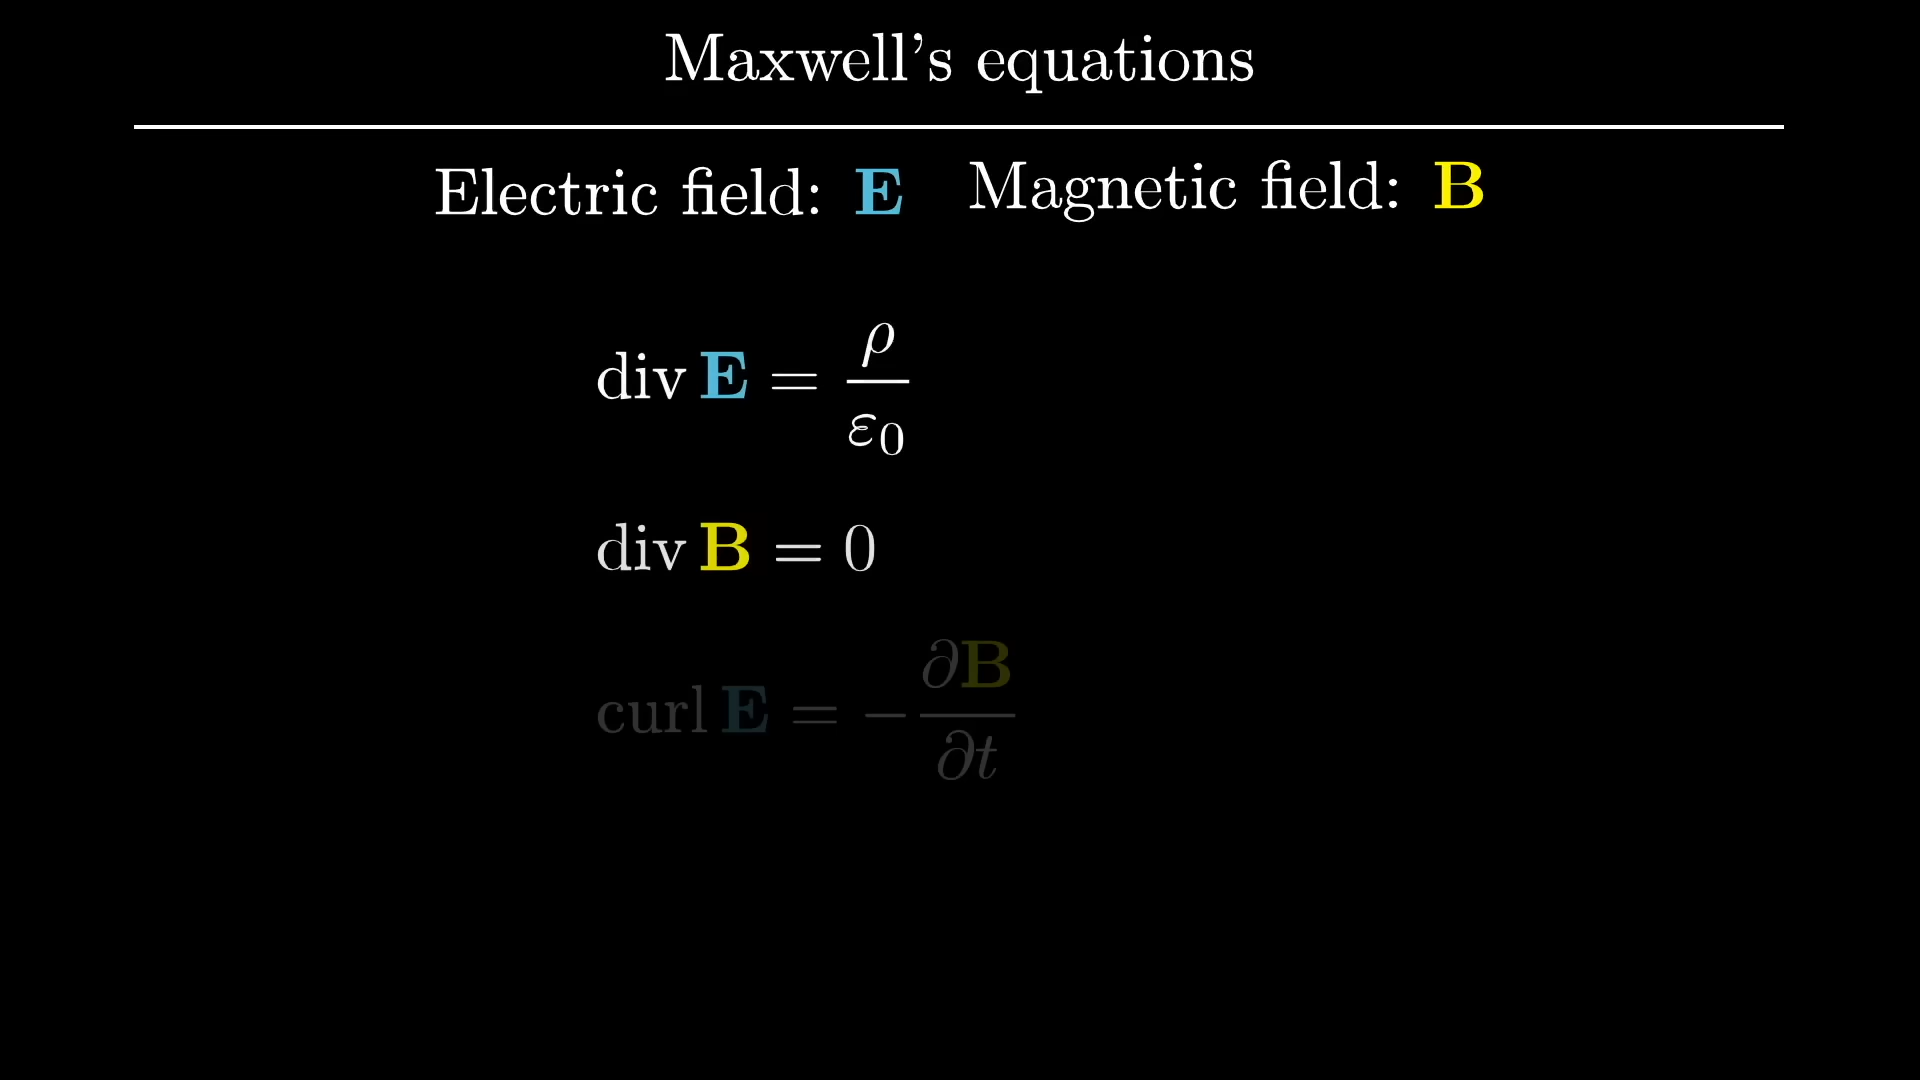 Maxwell’s equations
Electric field: E Magnetic field: B
div E = ρ/ε₀
div B = 0
curl E = −∂B/∂t